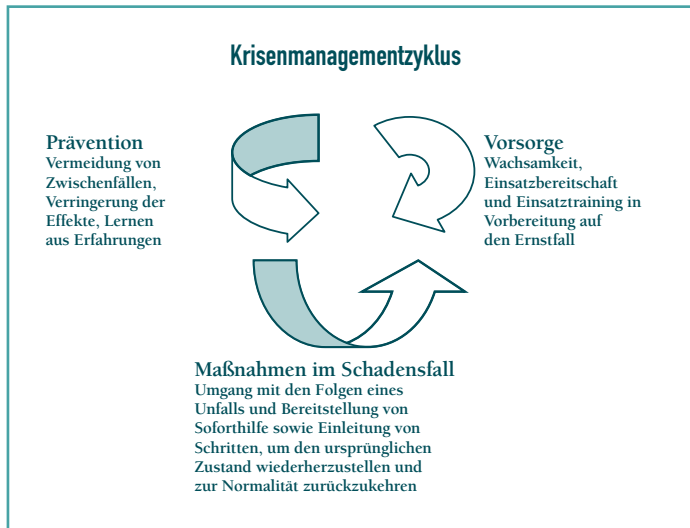 Krisenmanagementzyklus
Prävention
Vermeidung von
Zwischenfällen,
Verringerung der
Effekte, Lernen
aus Erfahrungen
Vorsorge
Wachsamkeit,
Einsatzbereitschaft
und Einsatztraining in
Vorbereitung auf
den Ernstfall
Maßnahmen im Schadensfall
Umgang mit den Folgen eines
Unfalls und Bereitstellung von
Soforthilfe sowie Einleitung von
Schritten, um den ursprünglichen
Zustand wiederherzustellen und
zur Normalität zurückzukehren